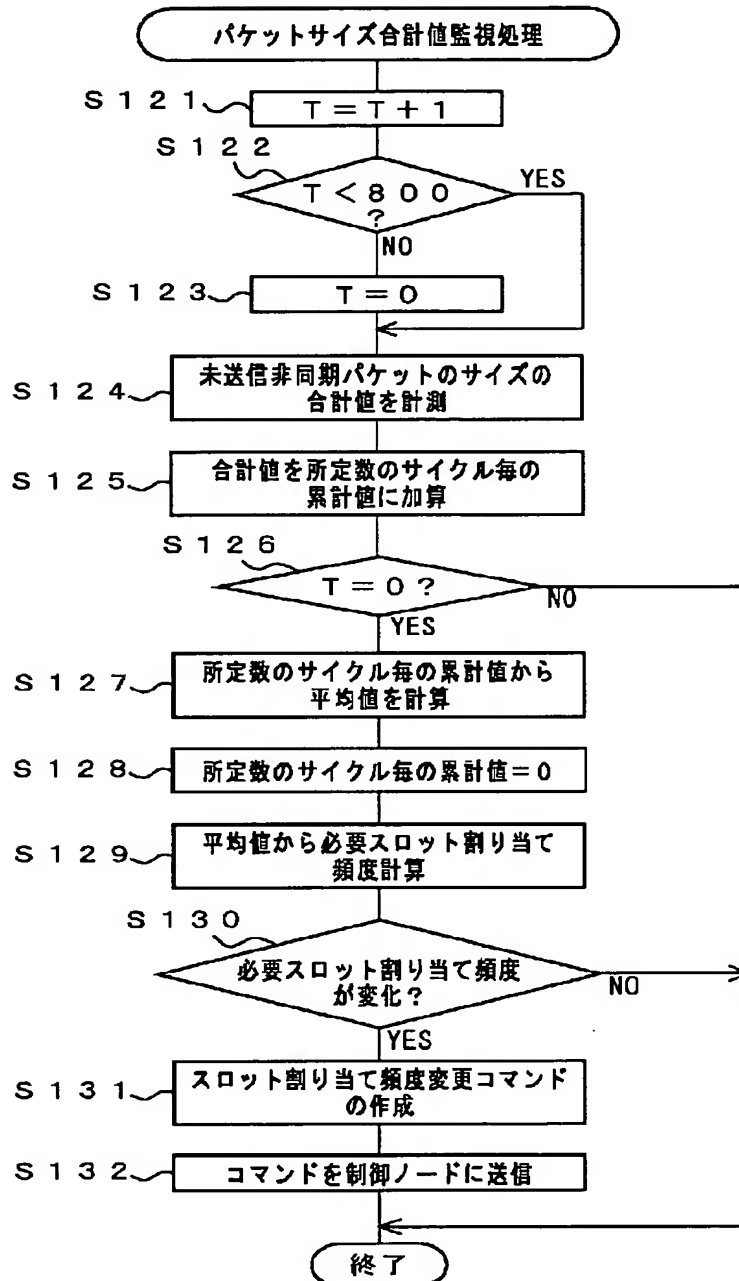 パケットサイズ合計値監視処理
S121
T=T+1
S122
T<800
?
YES
NO
S123
T=0
S124
未送信非同期パケットのサイズの
合計値を計測
S125
合計値を所定数のサイクル毎の
累計値に加算
S126
T=0?
NO
YES
S127
所定数のサイクル毎の累計値から
平均値を計算
S128
所定数のサイクル毎の累計値=0
S129
平均値から必要スロット割り当て
頻度計算
S130
必要スロット割り当て頻度
が変化?
NO
YES
S131
スロット割り当て頻度変更コマンド
の作成
S132
コマンドを制御ノードに送信
終了